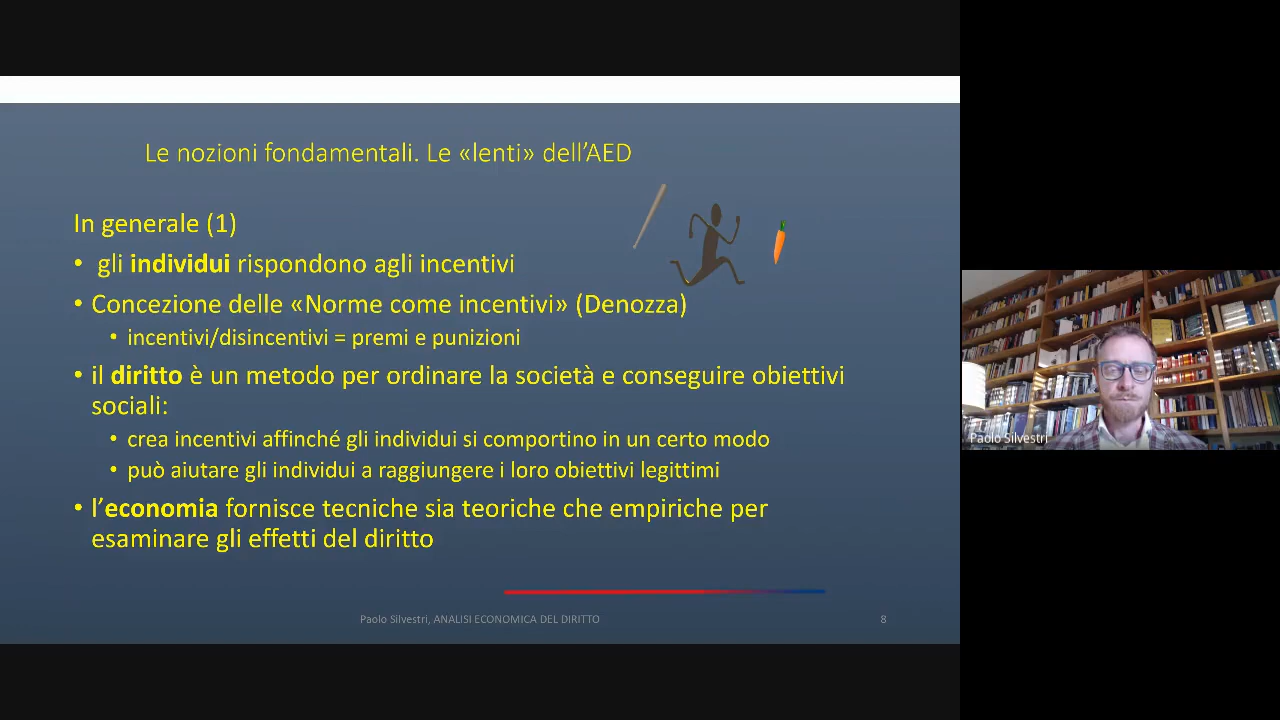 Le nozioni fondamentali. Le «lenti» dell’AED
In generale (1)
• gli individui rispondono agli incentivi
• Concezione delle «Norme come incentivi» (Denozza)
• incentivi/disincentivi = premi e punizioni
• il diritto è un metodo per ordinare la società e conseguire obiettivi
sociali:
• crea incentivi affinché gli individui si comportino in un certo modo
• può aiutare gli individui a raggiungere i loro obiettivi legittimi
• l’economia fornisce tecniche sia teoriche che empiriche per
esaminare gli effetti del diritto
Paolo Silvestri, ANALISI ECONOMICA DEL DIRITTO
8
Paolo Silvestri